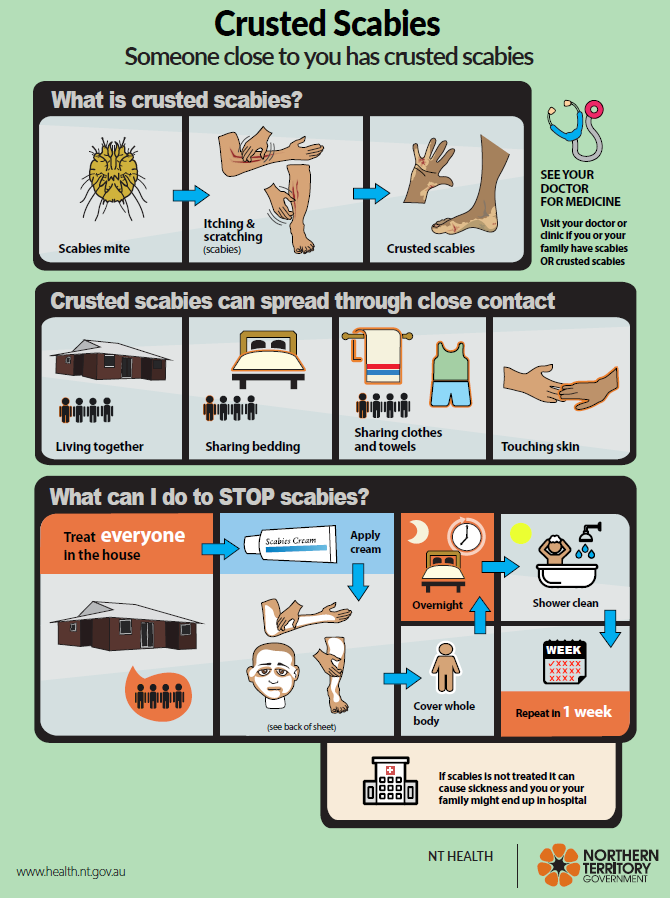 Crusted Scabies
Someone close to you has crusted scabies
What is crusted scabies?
Scabies mite
Itching &
scratching
(scabies)
Crusted scabies
SEE YOUR
DOCTOR
FOR MEDICINE
Visit your doctor or
clinic if you or your
family have scabies
OR crusted scabies
Crusted scabies can spread through close contact
Living together
Sharing bedding
Sharing clothes
and towels
Touching skin
What can I do to STOP scabies?
Treat everyone
in the house
Scabies Cream
Apply
cream
(see back of sheet)
Cover whole
body
Overnight
Shower clean
WEEK
XXXXX
XXXXX
Repeat in 1 week
If scabies is not treated it can
cause sickness and you or your
family might end up in hospital
www.health.nt.gov.au
NT HEALTH
NORTHERN
TERRITORY
GOVERNMENT